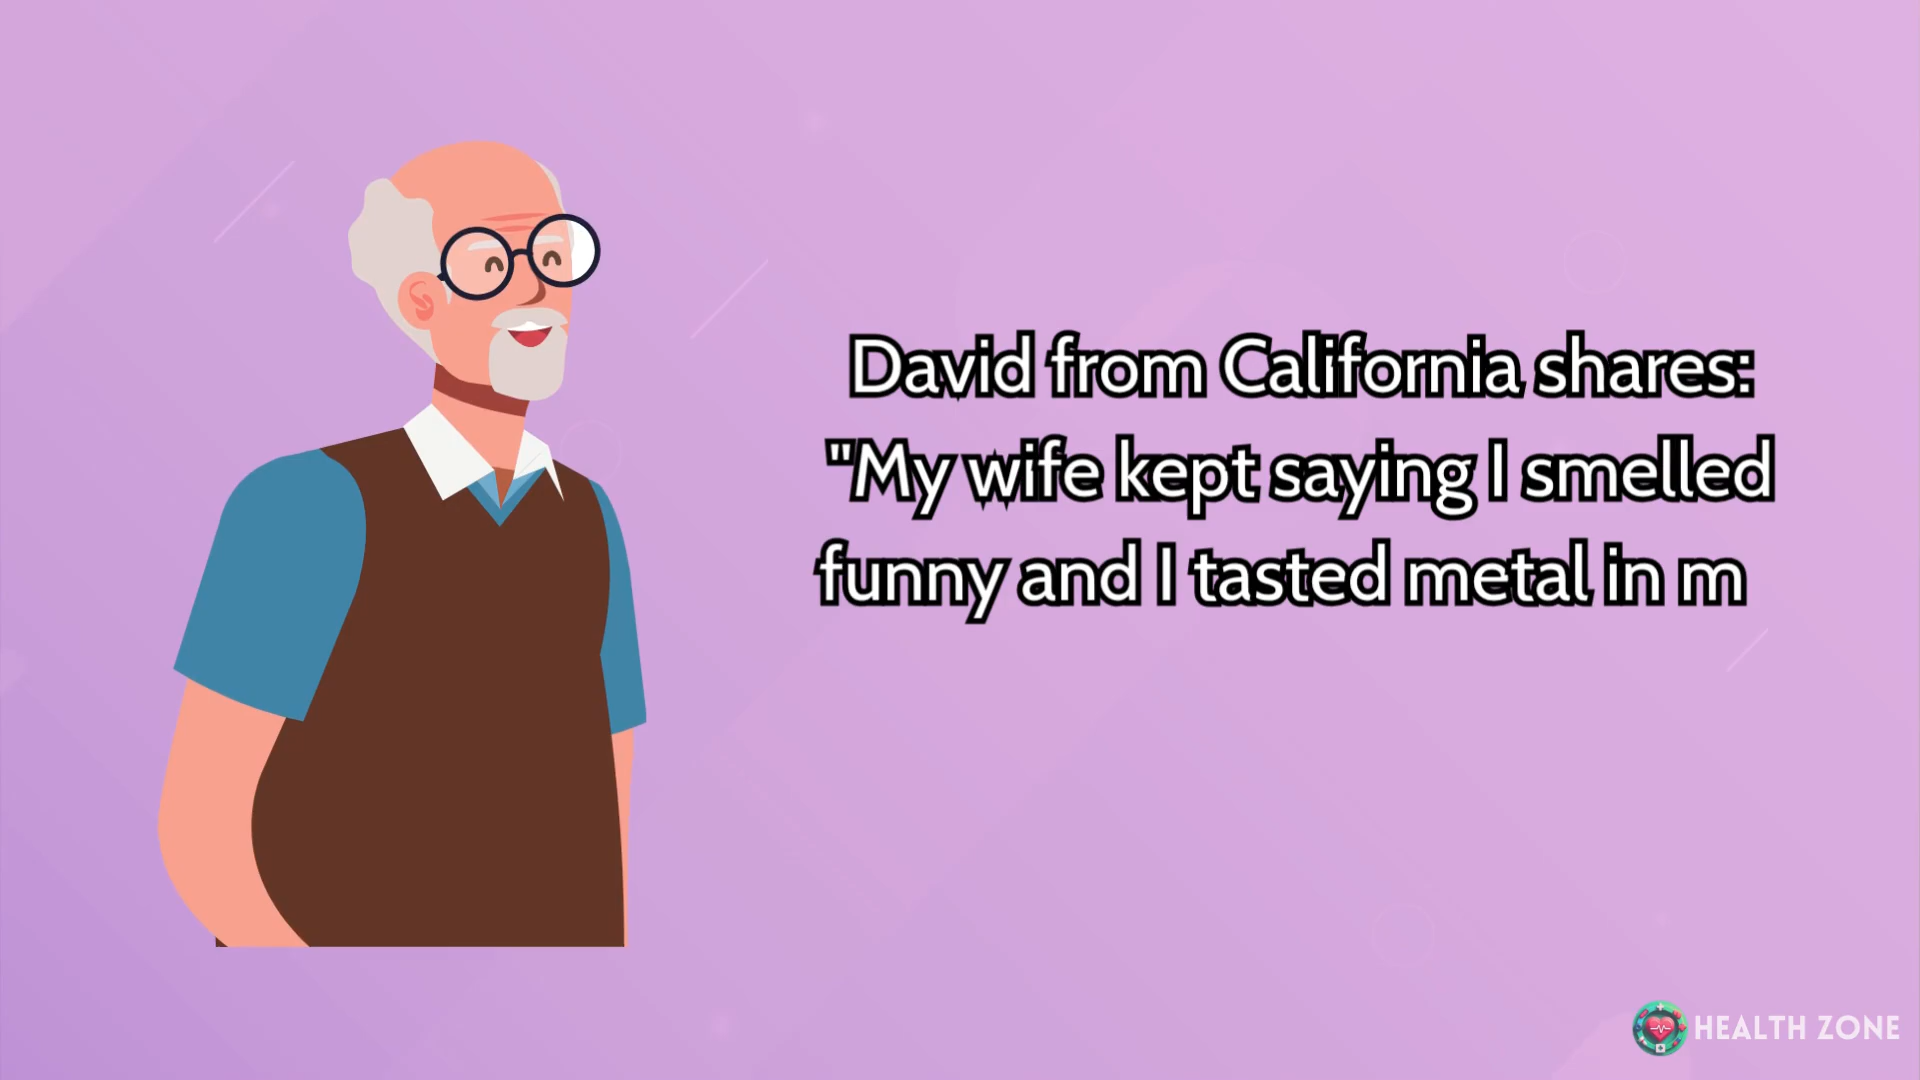 David from California shares:
"My wife kept saying I smelled
funny and I tasted metal in m
HEALTH ZONE